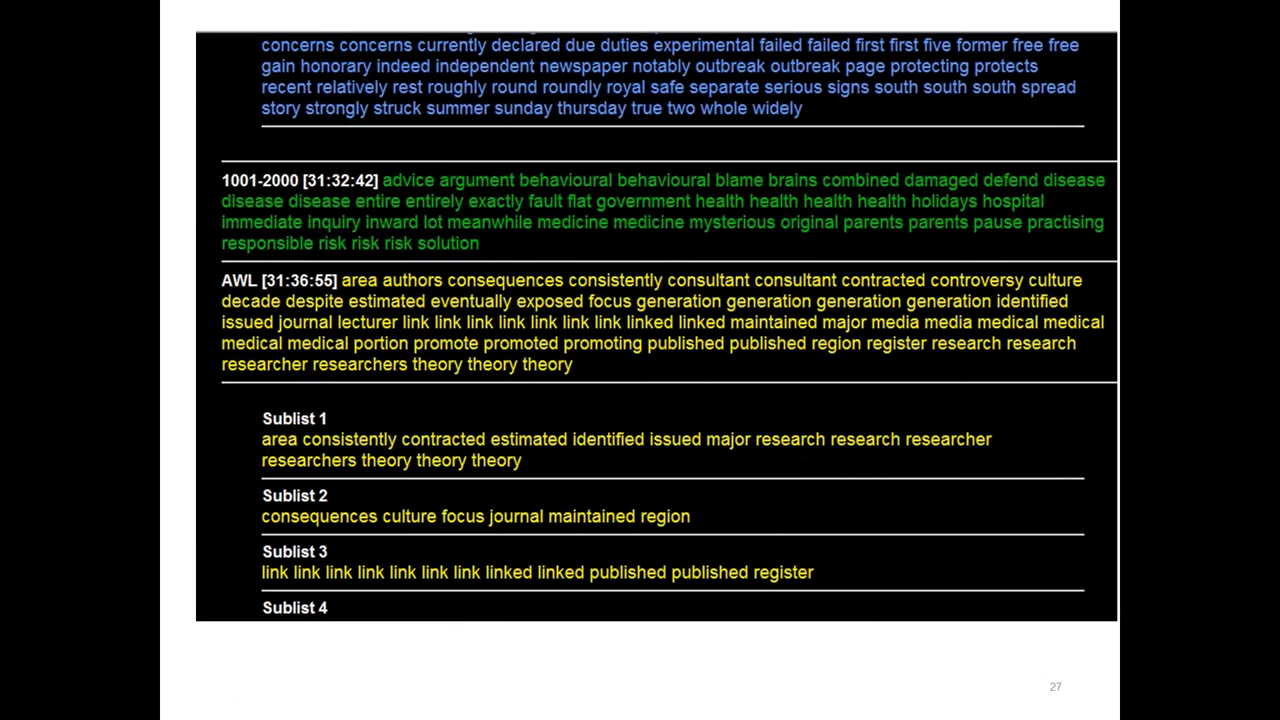 concerns concerns currently declared due duties experimental failed failed first first five former free free
gain honorary indeed independent newspaper notably outbreak outbreak page protecting protects
recent relatively rest roughly round roundly royal safe separate serious signs south south south spread
story strongly struck summer sunday thursday true two whole widely
1001-2000 [31:32:42] advice argument behavioural behavioural blame brains combined damaged defend disease
disease disease entire entirely exactly fault flat government health health health health holidays hospital
immediate inquiry inward lot meanwhile medicine medicine mysterious original parents parents pause practising
responsible risk risk risk solution
AWL [31:36:55] area authors consequences consistently consultant consultant contracted controversy culture
decade despite estimated eventually exposed focus generation generation generation generation identified
issued journal lecturer link link link link link link link linked linked maintained major media media medical medical
medical medical portion promote promoted promoting published published region register research research
researcher researchers theory theory theory
Sublist 1
area consistently contracted estimated identified issued major research research researcher
researchers theory theory theory
Sublist 2
consequences culture focus journal maintained region
Sublist 3
link link link link link link link linked linked published published register
Sublist 4
27